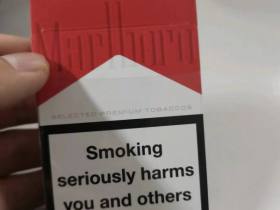 Marlboro
SELECTED PREMIUM TOBACCOS
Smoking
seriously harms
you and others